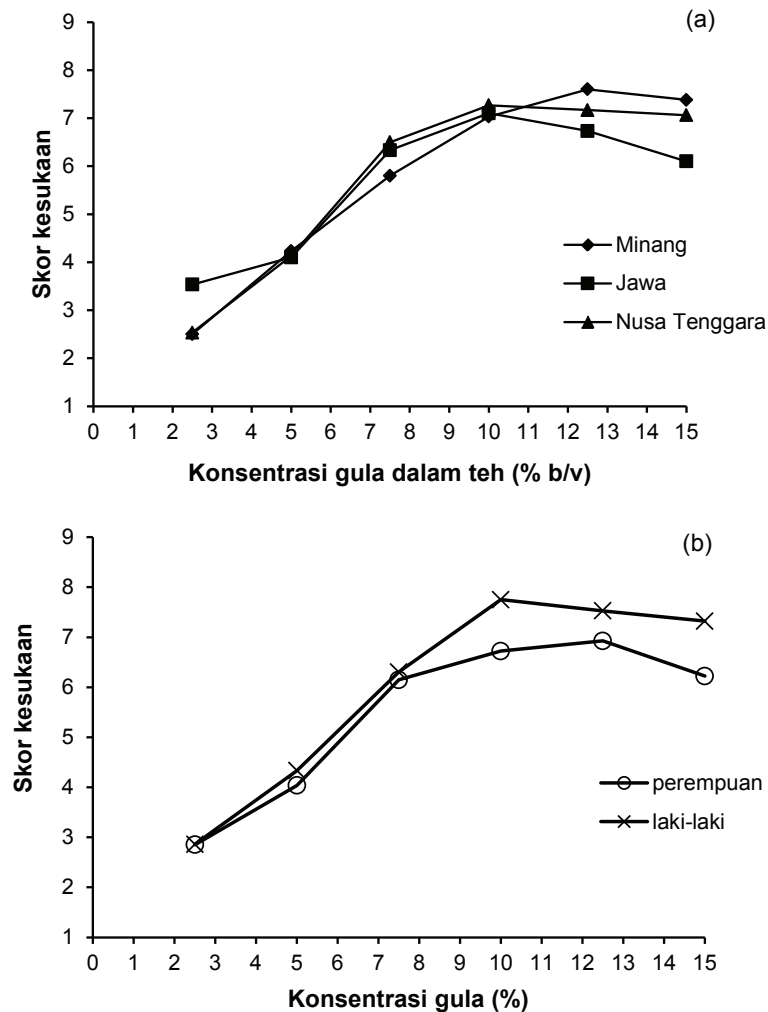 (a)
9
8
7
6
5
4
3
2
1
Skor kesukaan
Minang
Jawa
Nusa Tenggara
0 1 2 3 4 5 6 7 8 9 10 11 12 13 14 15
Konsentrasi gula dalam teh (% b/v)
(b)
9
8
7
6
5
4
3
2
1
Skor kesukaan
perempuan
laki-laki
0 1 2 3 4 5 6 7 8 9 10 11 12 13 14 15
Konsentrasi gula (%)